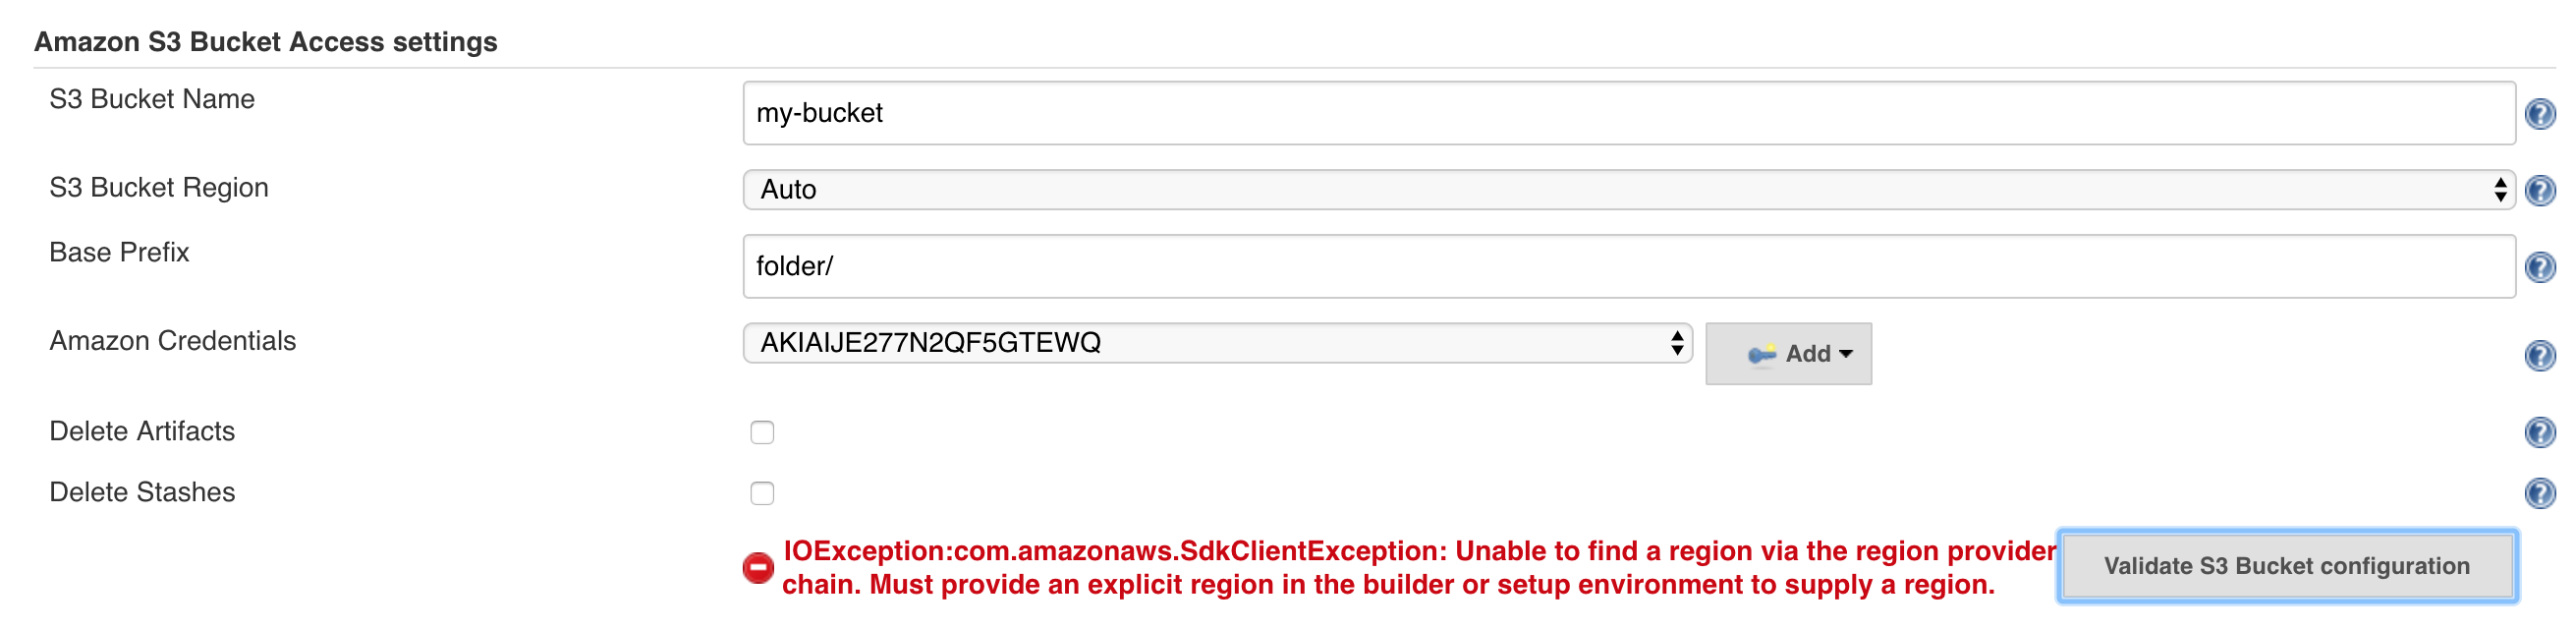 Amazon S3 Bucket Access settings
S3 Bucket Name
my-bucket
S3 Bucket Region
Auto
Base Prefix
folder/
Amazon Credentials
AKIAIJE277N2QF5GTEWQ
Add
Delete Artifacts
Delete Stashes
IOException:com.amazonaws.SdkClientException: Unable to find a region via the region provider
chain. Must provide an explicit region in the builder or setup environment to supply a region.
Validate S3 Bucket configuration